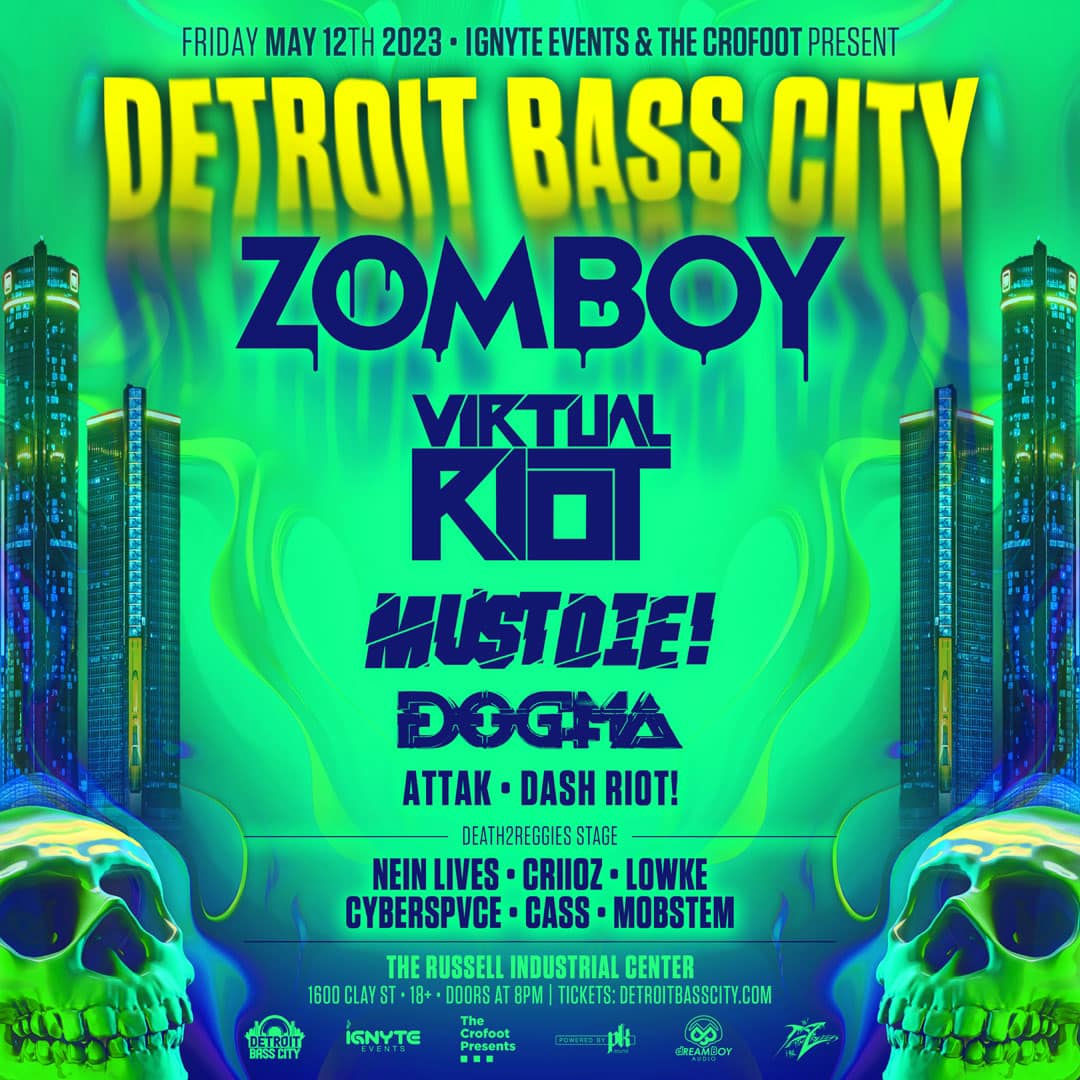 FRIDAY MAY 12TH 2023 • IGNYTE EVENTS & THE CROFOOT PRESENT
DETROIT BASS CITY
ZOMBOY
VIRTUAL
RIOT
MUST DIE!
DOGMA
ATTAK • DASH RIOT!
DEATH2REGGIES STAGE
NEIN LIVES • CRIIOZ • LOWKE
CYBERSPVCE • CASS • MOBSTEM
THE RUSSELL INDUSTRIAL CENTER
1600 CLAY ST • 18+ • DOORS AT 8PM | TICKETS: DETROITBASSCITY.COM
DETROIT
BASS CITY
IGNYTE
EVENTS
The
Crofoot
Presents
POWERED BY pk
SOUND
DREAMBOY
AUDIO